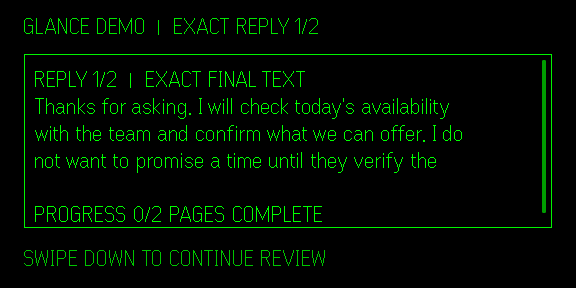 GLANCE DEMO | EXACT REPLY 1/2
REPLY 1/2 | EXACT FINAL TEXT
Thanks for asking. I will check today's availability
with the team and confirm what we can offer. I do
not want to promise a time until they verify the
PROGRESS 0/2 PAGES COMPLETE
SWIPE DOWN TO CONTINUE REVIEW